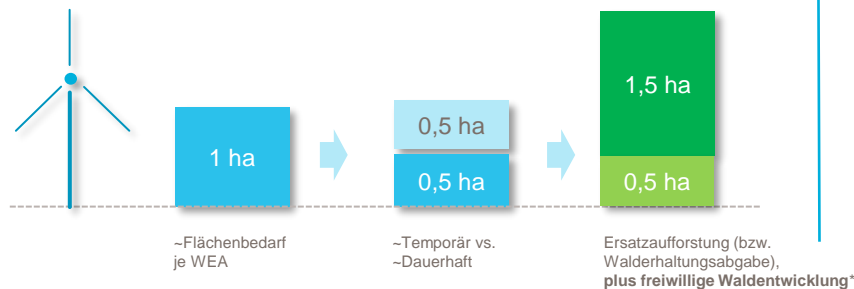 1 ha
0,5 ha
0,5 ha
1,5 ha
0,5 ha
~Flächenbedarf
je WEA
~Temporär vs.
~Dauerhaft
Ersatzaufforstung (bzw.
Walderhaltungsabgabe),
plus freiwillige Waldentwicklung*